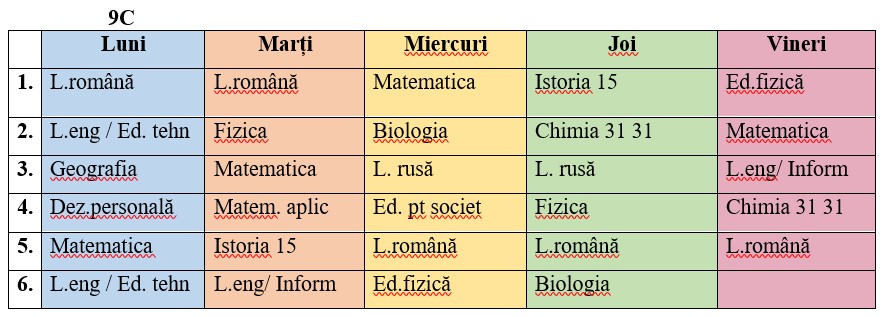 9C
Luni Marți Miercuri Joi Vineri
1. L.română L.română Matematica Istoria 15 Ed.fizică
2. L.eng / Ed. tehn Fizica Biologia Chimia 31 31 Matematica
3. Geografia Matematica L. rusă L. rusă L.eng/ Inform
4. Dez.personală Matem. aplic Ed. pt societ Fizica Chimia 31 31
5. Matematica Istoria 15 L.română L.română L.română
6. L.eng / Ed. tehn L.eng/ Inform Ed.fizică Biologia